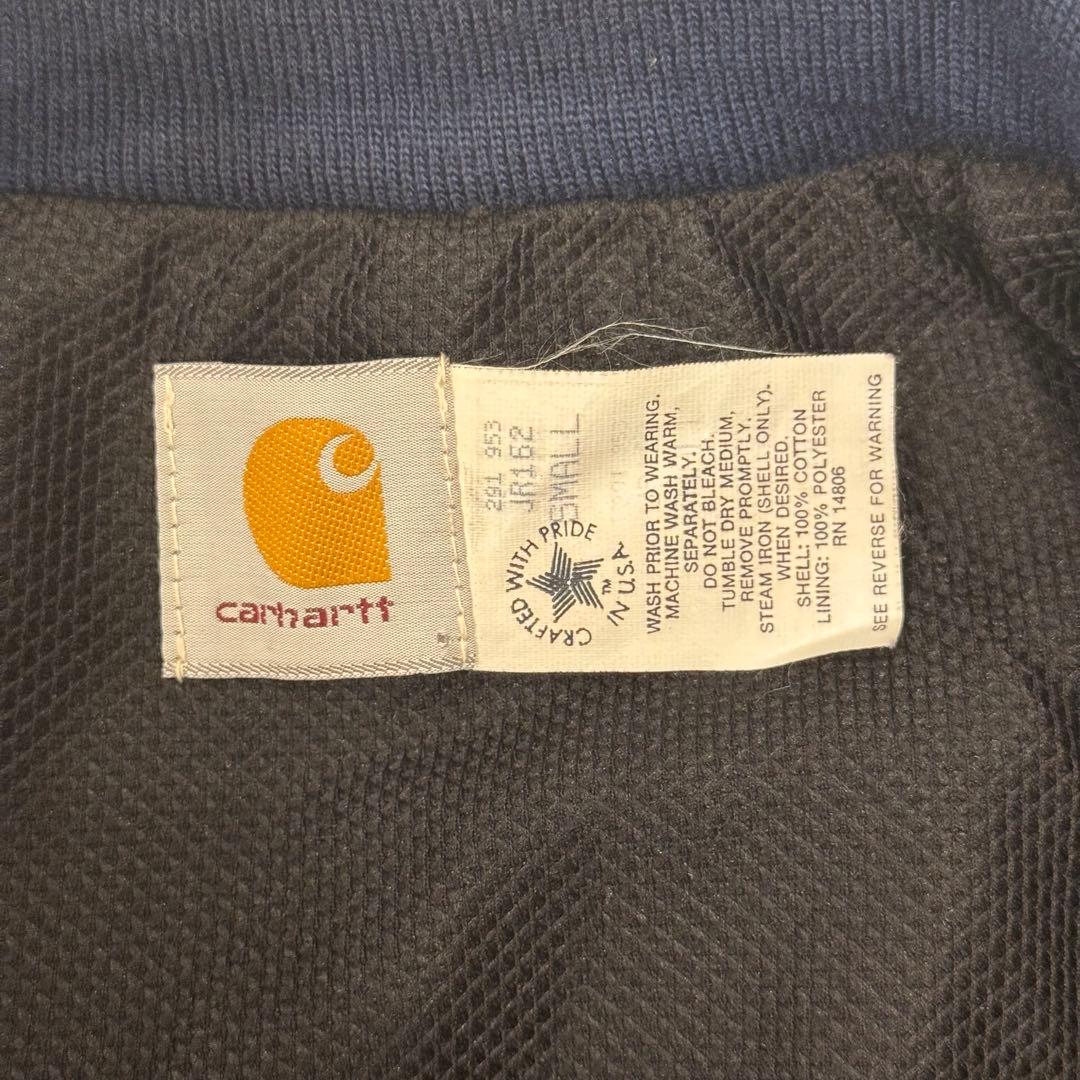 carhartt
291 953
JR162
SMALL
CRAFTED WITH PRIDE
IN U.S.A.
TM
WASH PRIOR TO WEARING.
MACHINE WASH WARM,
SEPARATELY.
DO NOT BLEACH.
TUMBLE DRY MEDIUM,
REMOVE PROMPTLY.
STEAM IRON (SHELL ONLY).
WHEN DESIRED.
SHELL: 100% COTTON
LINING: 100% POLYESTER
RN 14806
SEE REVERSE FOR WARNING